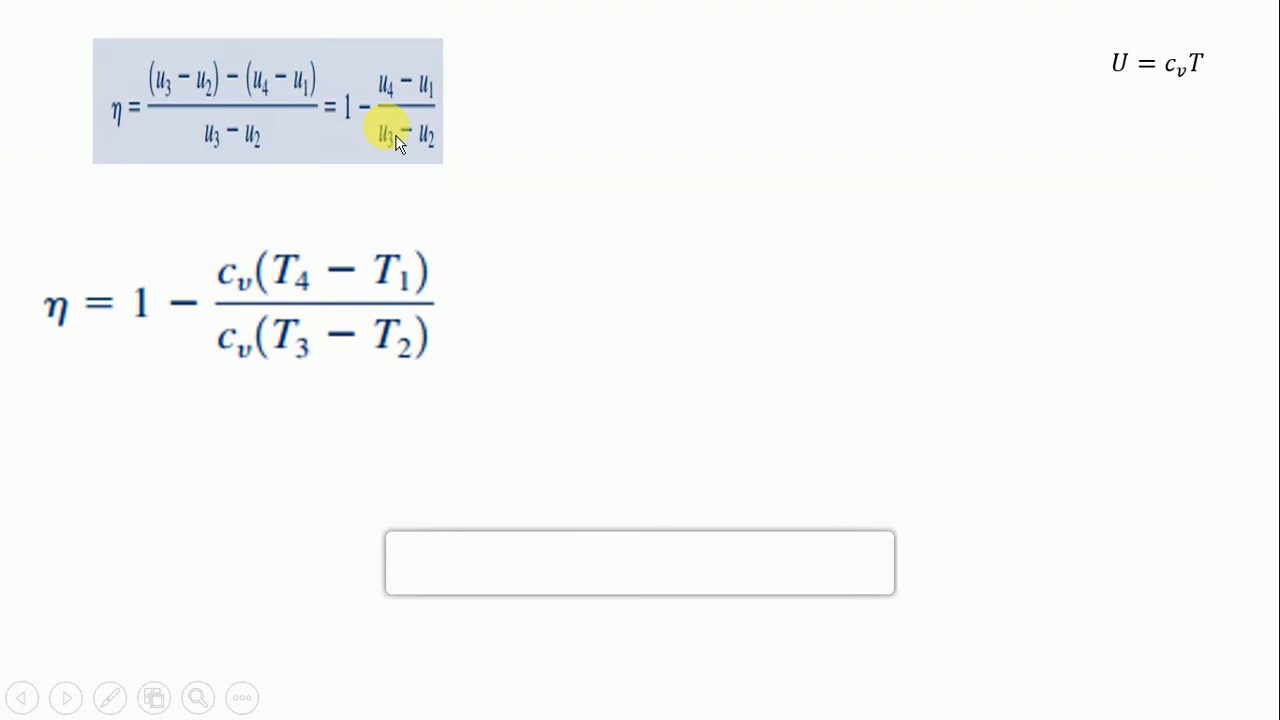 η = (u₃ − u₂) − (u₄ − u₁) / u₃ − u₂ = 1 − u₄ − u₁ / u₃ − u₂
U = cᵥT
η = 1 − cᵥ(T₄ − T₁) / cᵥ(T₃ − T₂)